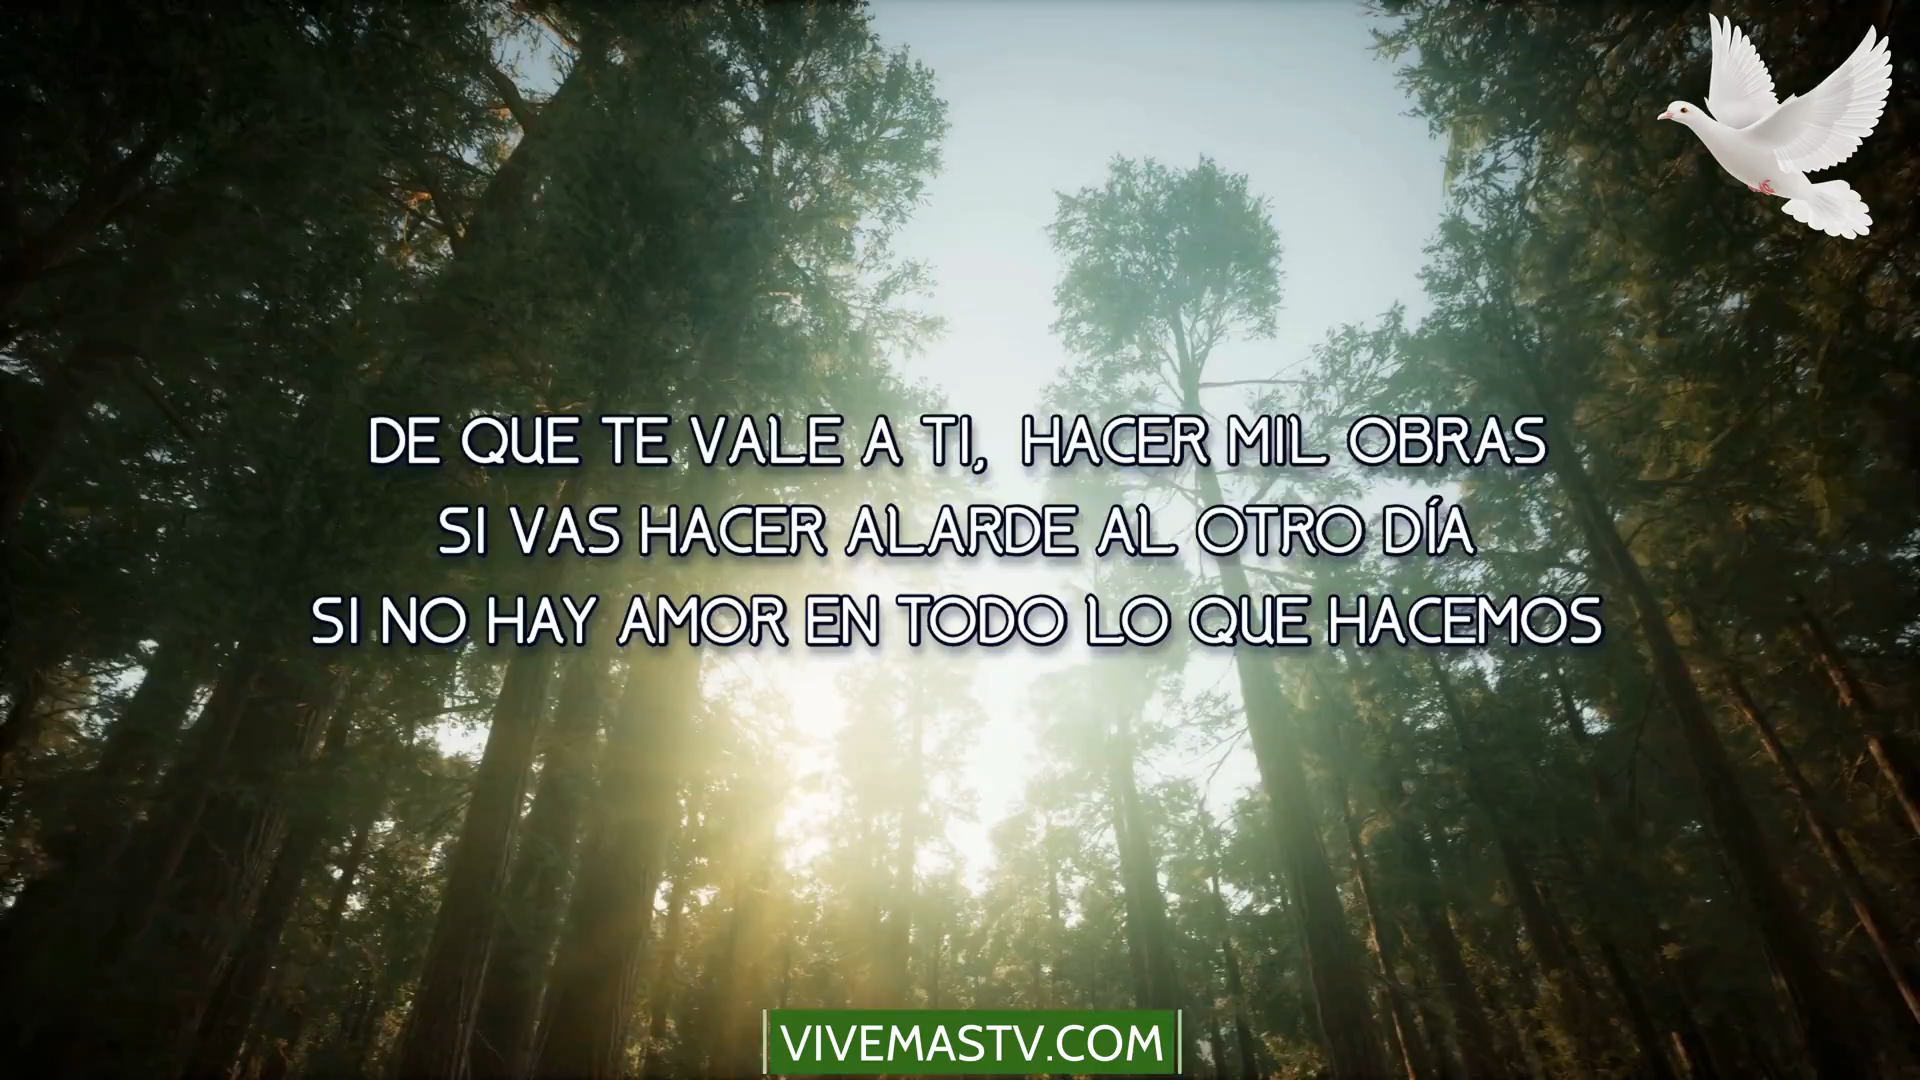 DE QUE TE VALE A TI, HACER MIL OBRAS
SI VAS HACER ALARDE AL OTRO DÍA
SI NO HAY AMOR EN TODO LO QUE HACEMOS
VIVEMASTV.COM